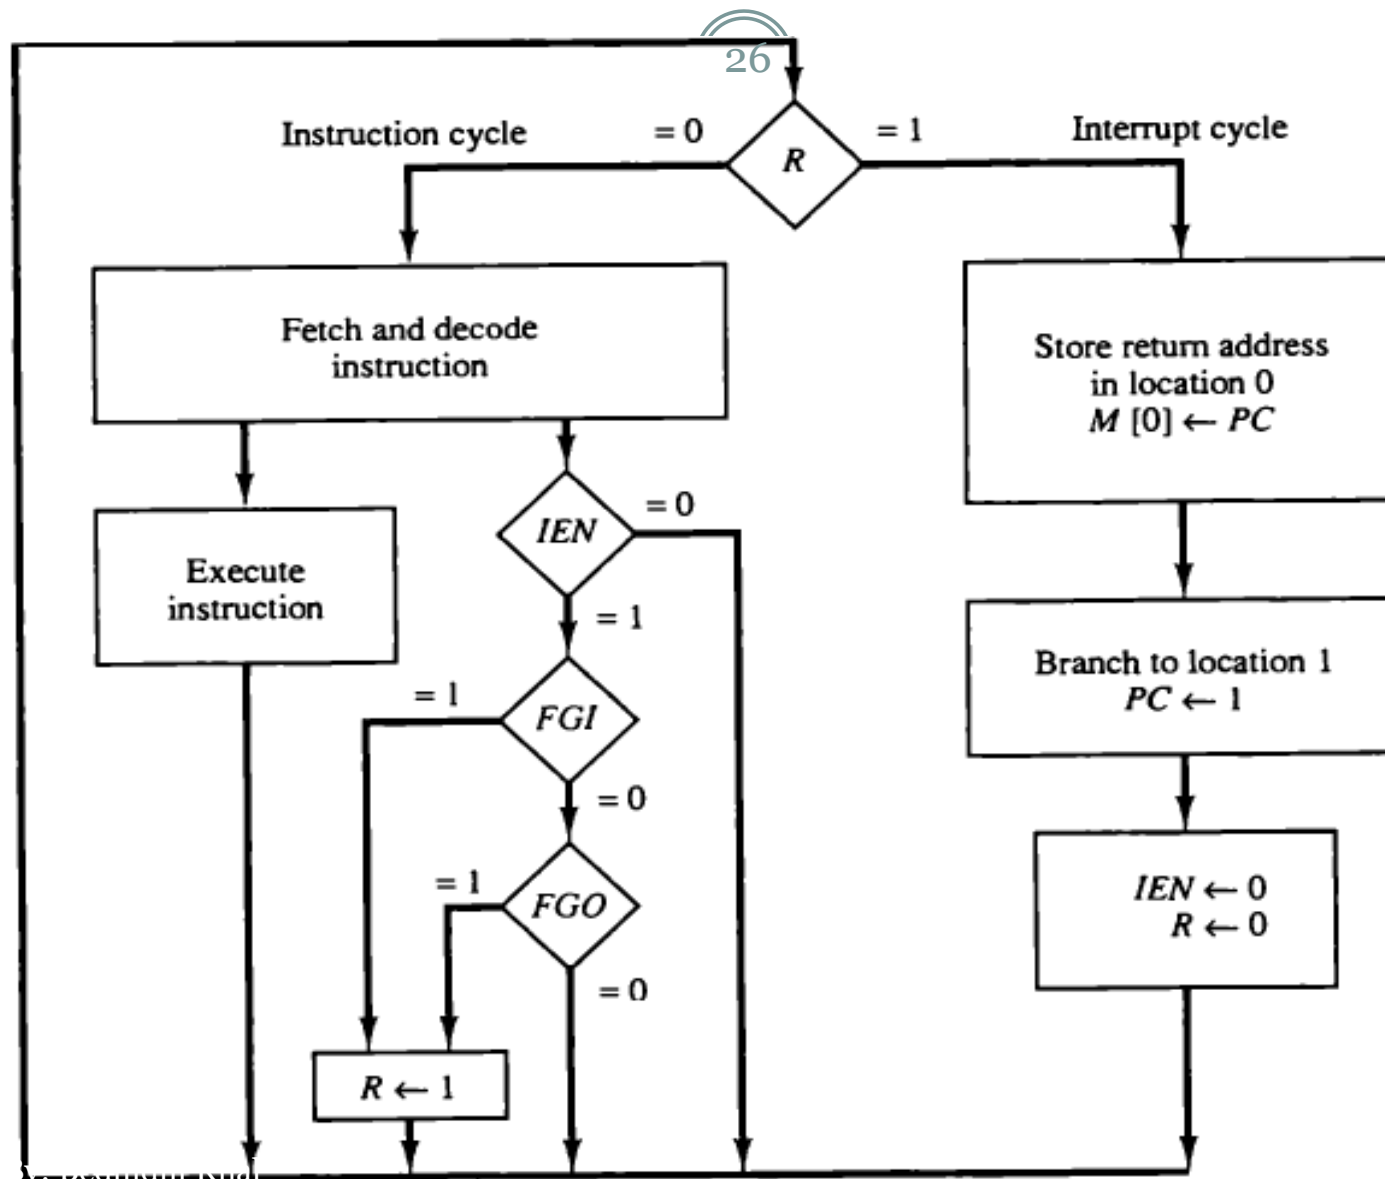 26
Instruction cycle
= 0
R
= 1
Interrupt cycle
Fetch and decode
instruction
Store return address
in location 0
M [0] ← PC
IEN
= 0
Execute
instruction
= 1
Branch to location 1
PC ← 1
= 1
FGI
= 0
IEN ← 0
R ← 0
= 1
FGO
= 0
R ← 1